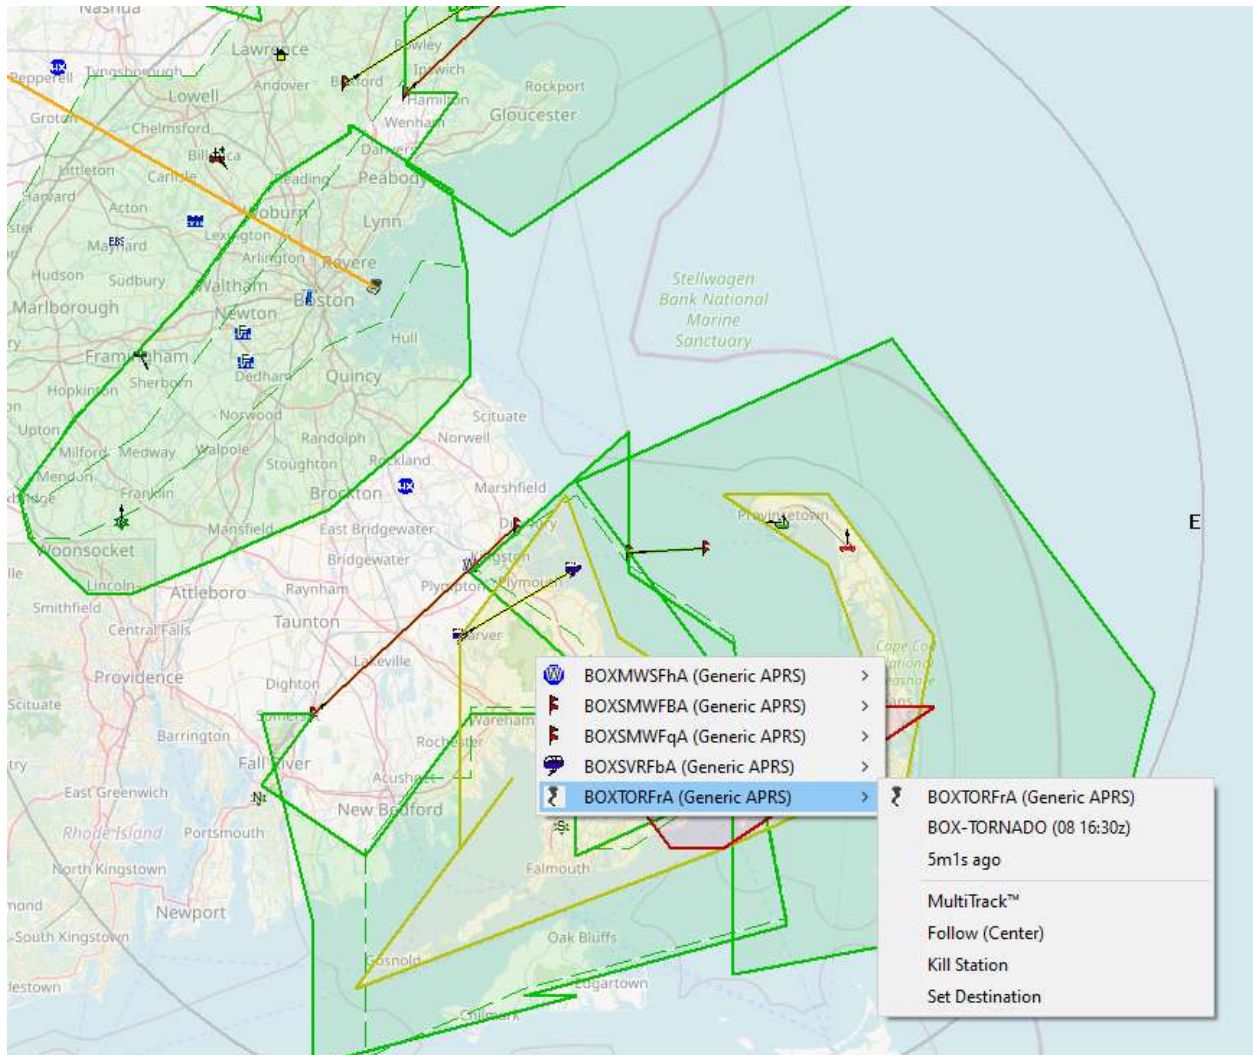 Nashua
Lawrence
Rowley
Pepperell
Tyngsborough
Andover
Boxford
Ipswich
Lowell
Hamilton
Rockport
Groton
Chelmsford
Wenham
Gloucester
Billerica
Danvers
Littleton
Carlisle
Reading
Peabody
Harvard
Acton
Woburn
Lynn
EBS
Maynard
Lexington
Arlington
Revere
Hudson
Sudbury
Waltham
Boston
Marlborough
Newton
Hull
Framingham
Sherborn
Dedham
Quincy
Hopkinton
Stellwagen
Bank National
Marine
Sanctuary
Upton
Norwood
Scituate
Milford
Medway
Walpole
Randolph
Norwell
Mendon
Stoughton
Rockland
Franklin
Brockton
Marshfield
Mansfield
East Bridgewater
Duxbury
Provincetown
E
Woonsocket
Bridgewater
Kingston
Lincoln
Attleboro
Raynham
Plympton
Plymouth
Smithfield
Central Falls
Taunton
Carver
Cape Cod
National
Seashore
Providence
Lakeville
Dighton
Scituate
Somerset
Barrington
Rochester
Wareham
Fall River
Acushnet
East Greenwich
New Bedford
Rhode Island
Portsmouth
North Kingstown
Falmouth
Newport
South Kingstown
Gosnold
Oak Bluffs
Edgartown
Chilmark
BOXMWSFhA (Generic APRS)
BOXSMWFBA (Generic APRS)
BOXSMWFqA (Generic APRS)
BOXSVRFbA (Generic APRS)
BOXTORFrA (Generic APRS)
BOXTORFrA (Generic APRS)
BOX-TORNADO (08 16:30z)
5m1s ago
MultiTrack™
Follow (Center)
Kill Station
Set Destination